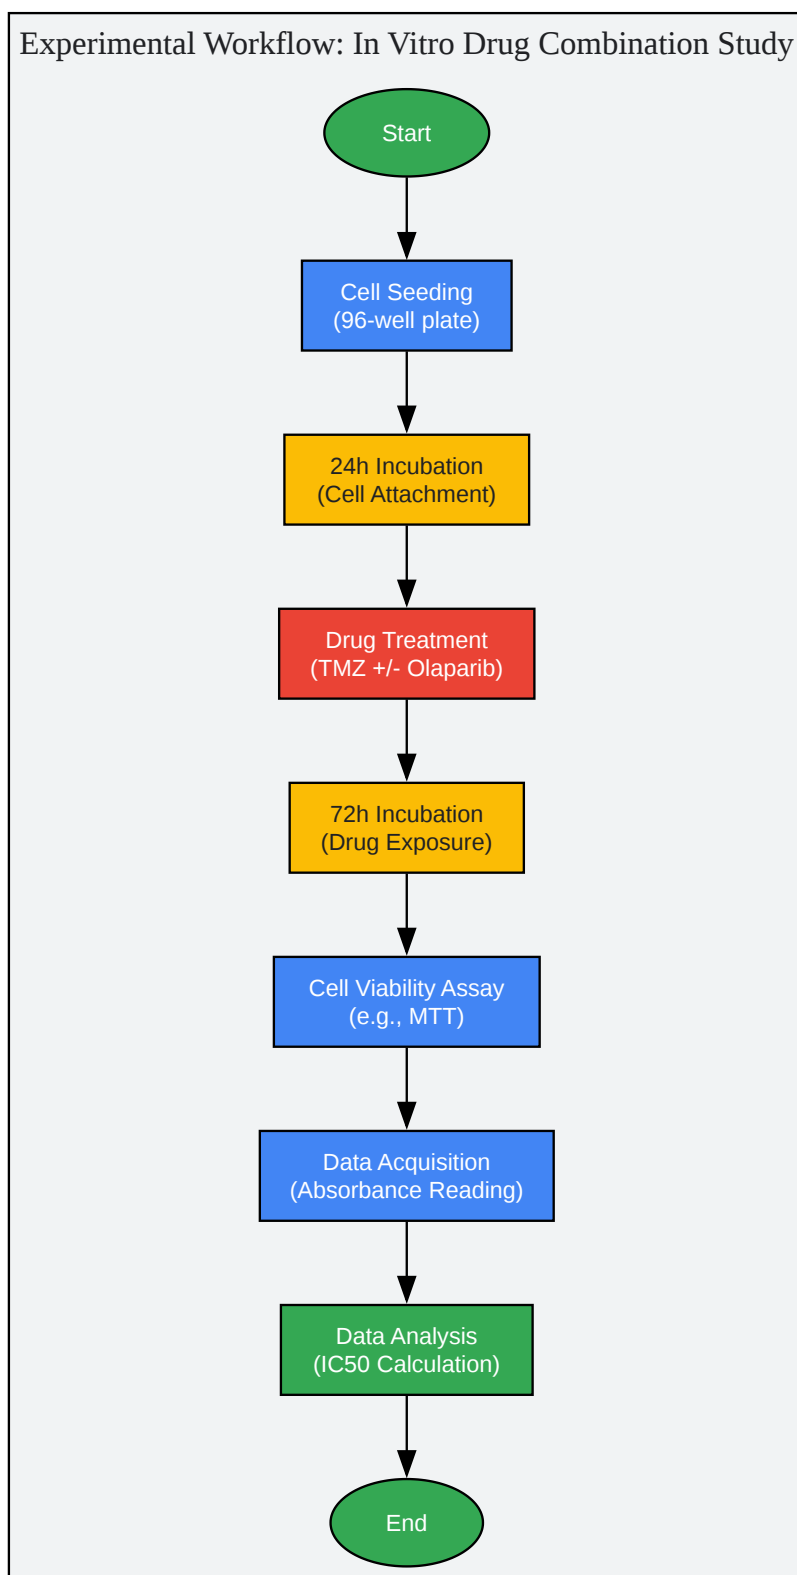 Experimental Workflow: In Vitro Drug Combination Study
Start
Cell Seeding
(96-well plate)
24h Incubation
(Cell Attachment)
Drug Treatment
(TMZ +/- Olaparib)
72h Incubation
(Drug Exposure)
Cell Viability Assay
(e.g., MTT)
Data Acquisition
(Absorbance Reading)
Data Analysis
(IC50 Calculation)
End